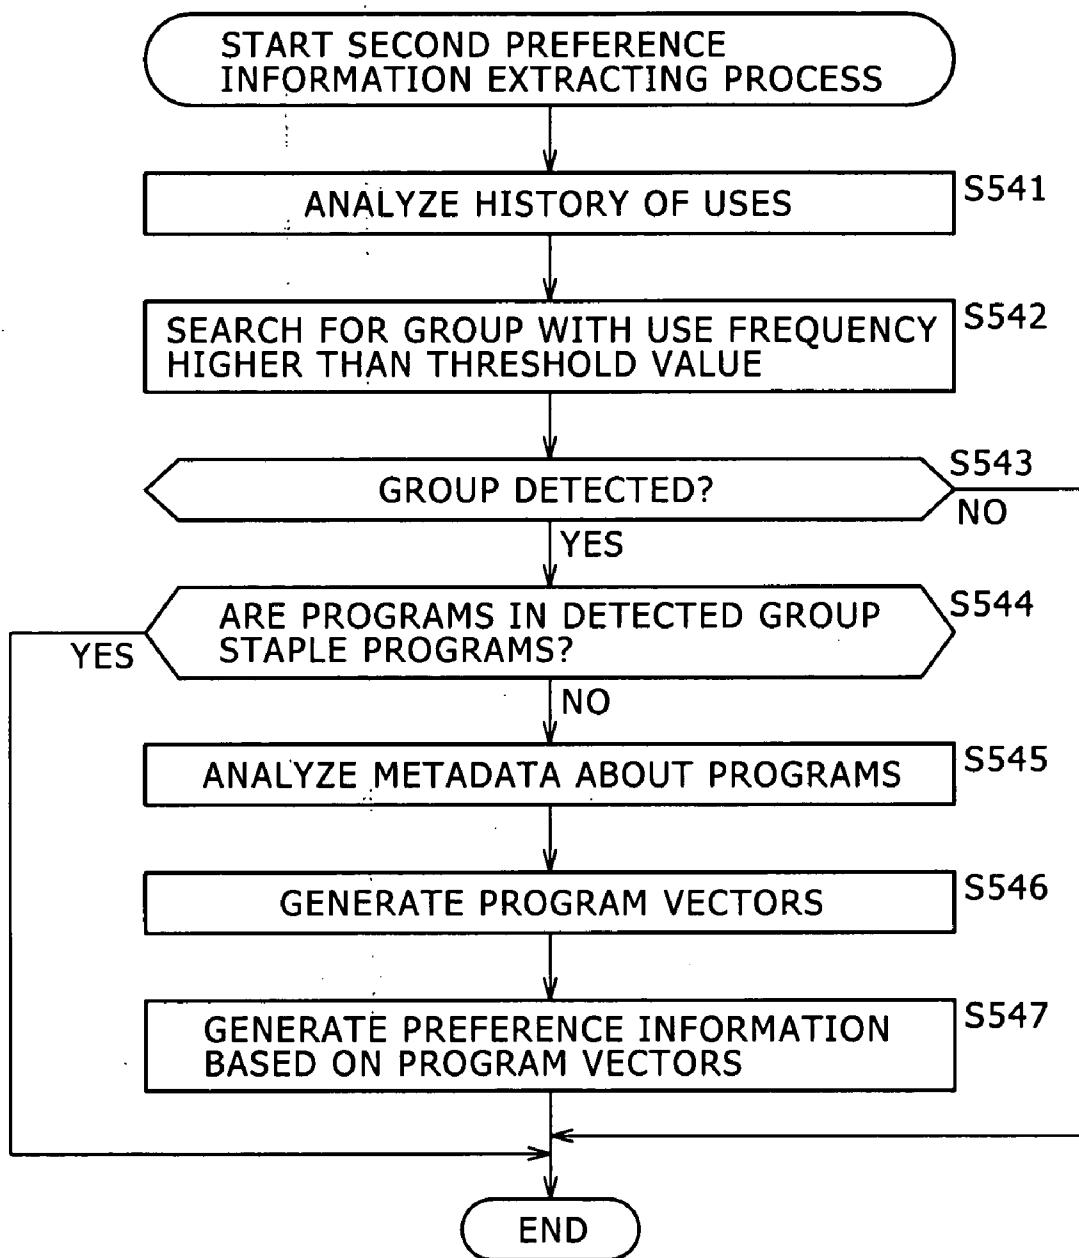 START SECOND PREFERENCE
INFORMATION EXTRACTING PROCESS
ANALYZE HISTORY OF USES
S541
SEARCH FOR GROUP WITH USE FREQUENCY
HIGHER THAN THRESHOLD VALUE
S542
GROUP DETECTED?
S543
NO
YES
ARE PROGRAMS IN DETECTED GROUP
STAPLE PROGRAMS?
S544
YES
NO
ANALYZE METADATA ABOUT PROGRAMS
S545
GENERATE PROGRAM VECTORS
S546
GENERATE PREFERENCE INFORMATION
BASED ON PROGRAM VECTORS
S547
END